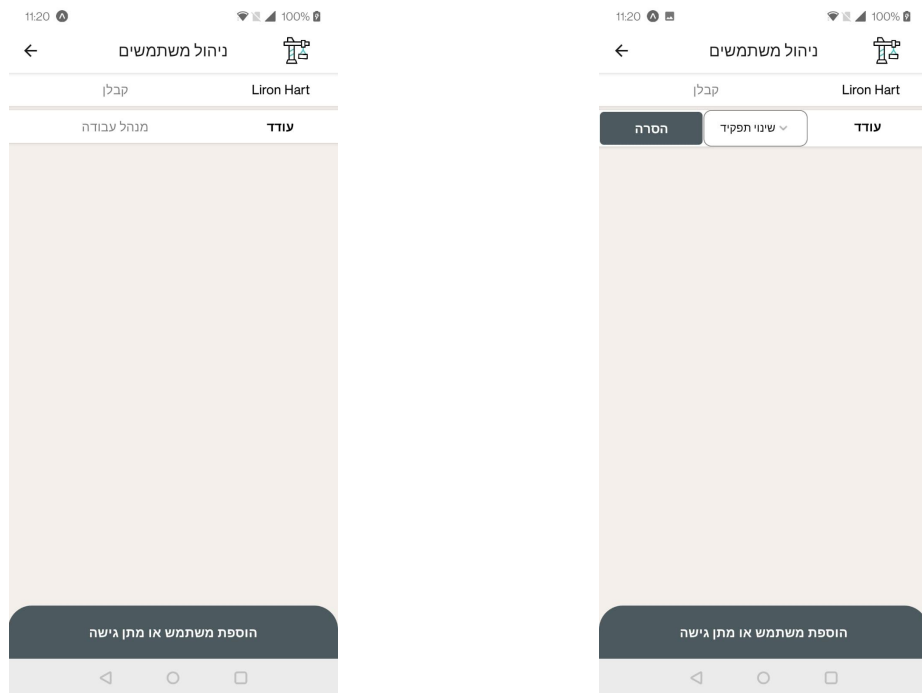 11:20 100%
ניהול משתמשים
Liron Hart קבלן
עודד מנהל עבודה
הוספת משתמש או מתן גישה
11:20 100%
ניהול משתמשים
Liron Hart קבלן
עודד שינוי תפקיד הסרה
הוספת משתמש או מתן גישה